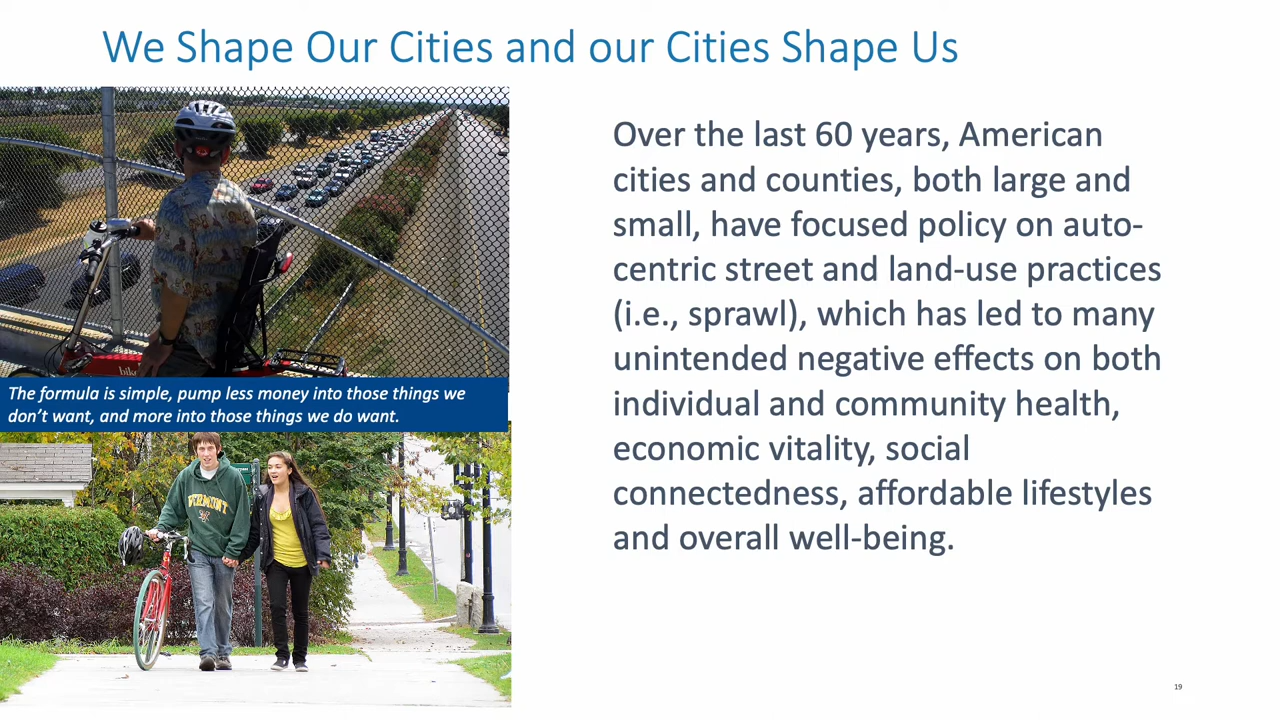 We Shape Our Cities and our Cities Shape Us
The formula is simple, pump less money into those things we
don't want, and more into those things we do want.
VERMONT
Over the last 60 years, American
cities and counties, both large and
small, have focused policy on auto-
centric street and land-use practices
(i.e., sprawl), which has led to many
unintended negative effects on both
individual and community health,
economic vitality, social
connectedness, affordable lifestyles
and overall well-being.
19